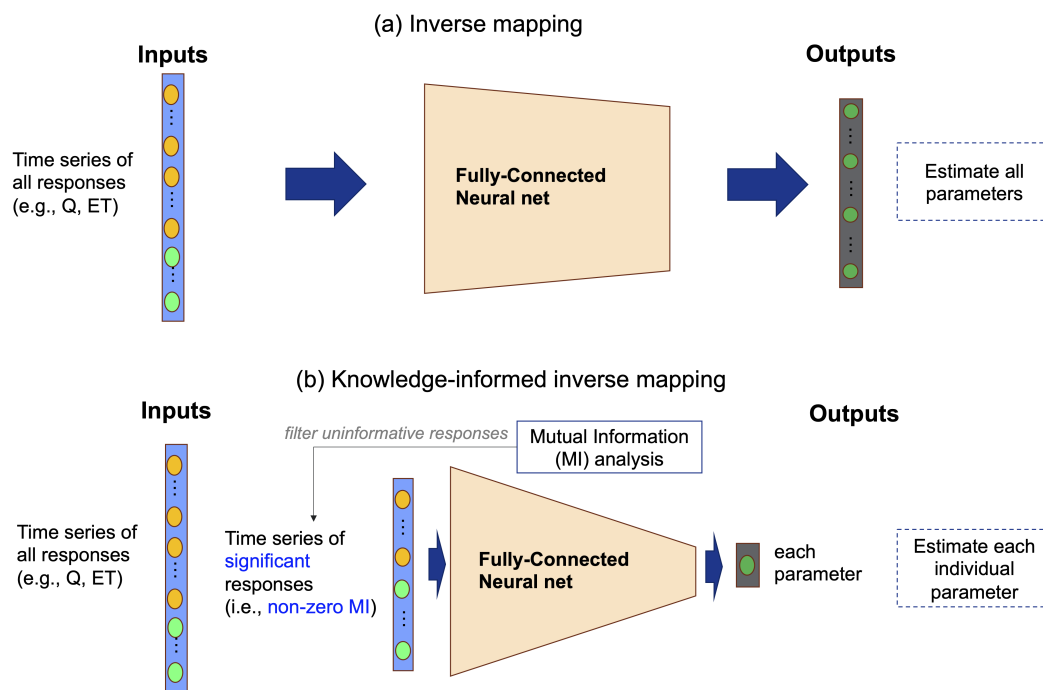 (a) Inverse mapping
Inputs
Outputs
Time series of
all responses
(e.g., Q, ET)
Fully-Connected
Neural net
Estimate all
parameters
(b) Knowledge-informed inverse mapping
Inputs
Outputs
filter uninformative responses
Mutual Information
(MI) analysis
Time series of
all responses
(e.g., Q, ET)
Time series of
significant
responses
(i.e., non-zero MI)
Fully-Connected
Neural net
each
parameter
Estimate each
individual
parameter